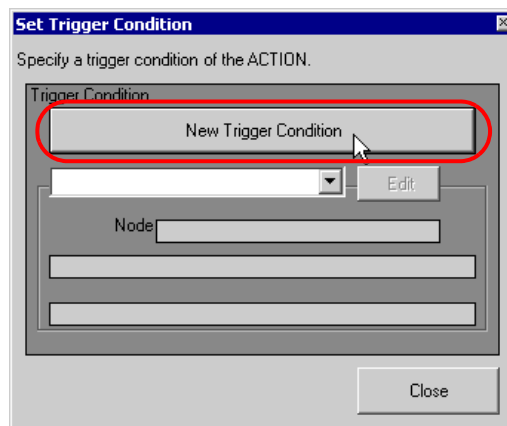 Set Trigger Condition
Specify a trigger condition of the ACTION.
Trigger Condition
New Trigger Condition
Edit
Node
Close